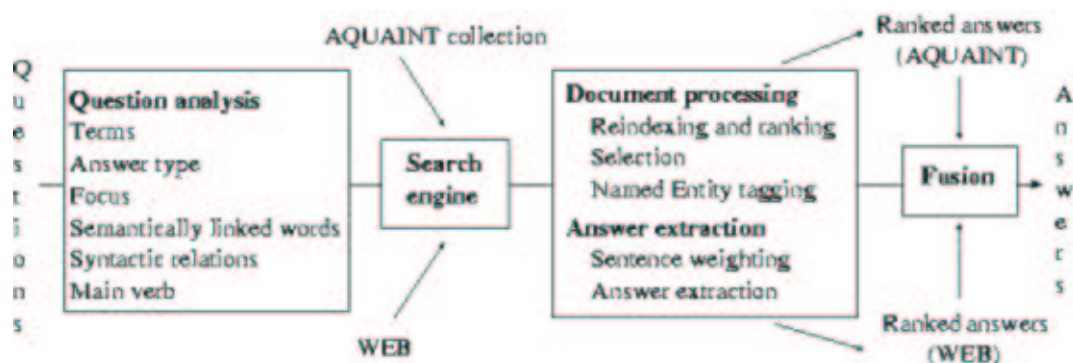 Questions
Question analysis
Terms
Answer type
Focus
Semantically linked words
Syntactic relations
Main verb
AQUAINT collection
Search
engine
WEB
Document processing
Reindexing and ranking
Selection
Named Entity tagging
Answer extraction
Sentence weighting
Answer extraction
Ranked answers
(AQUAINT)
Fusion
Ranked answers
(WEB)
Answers